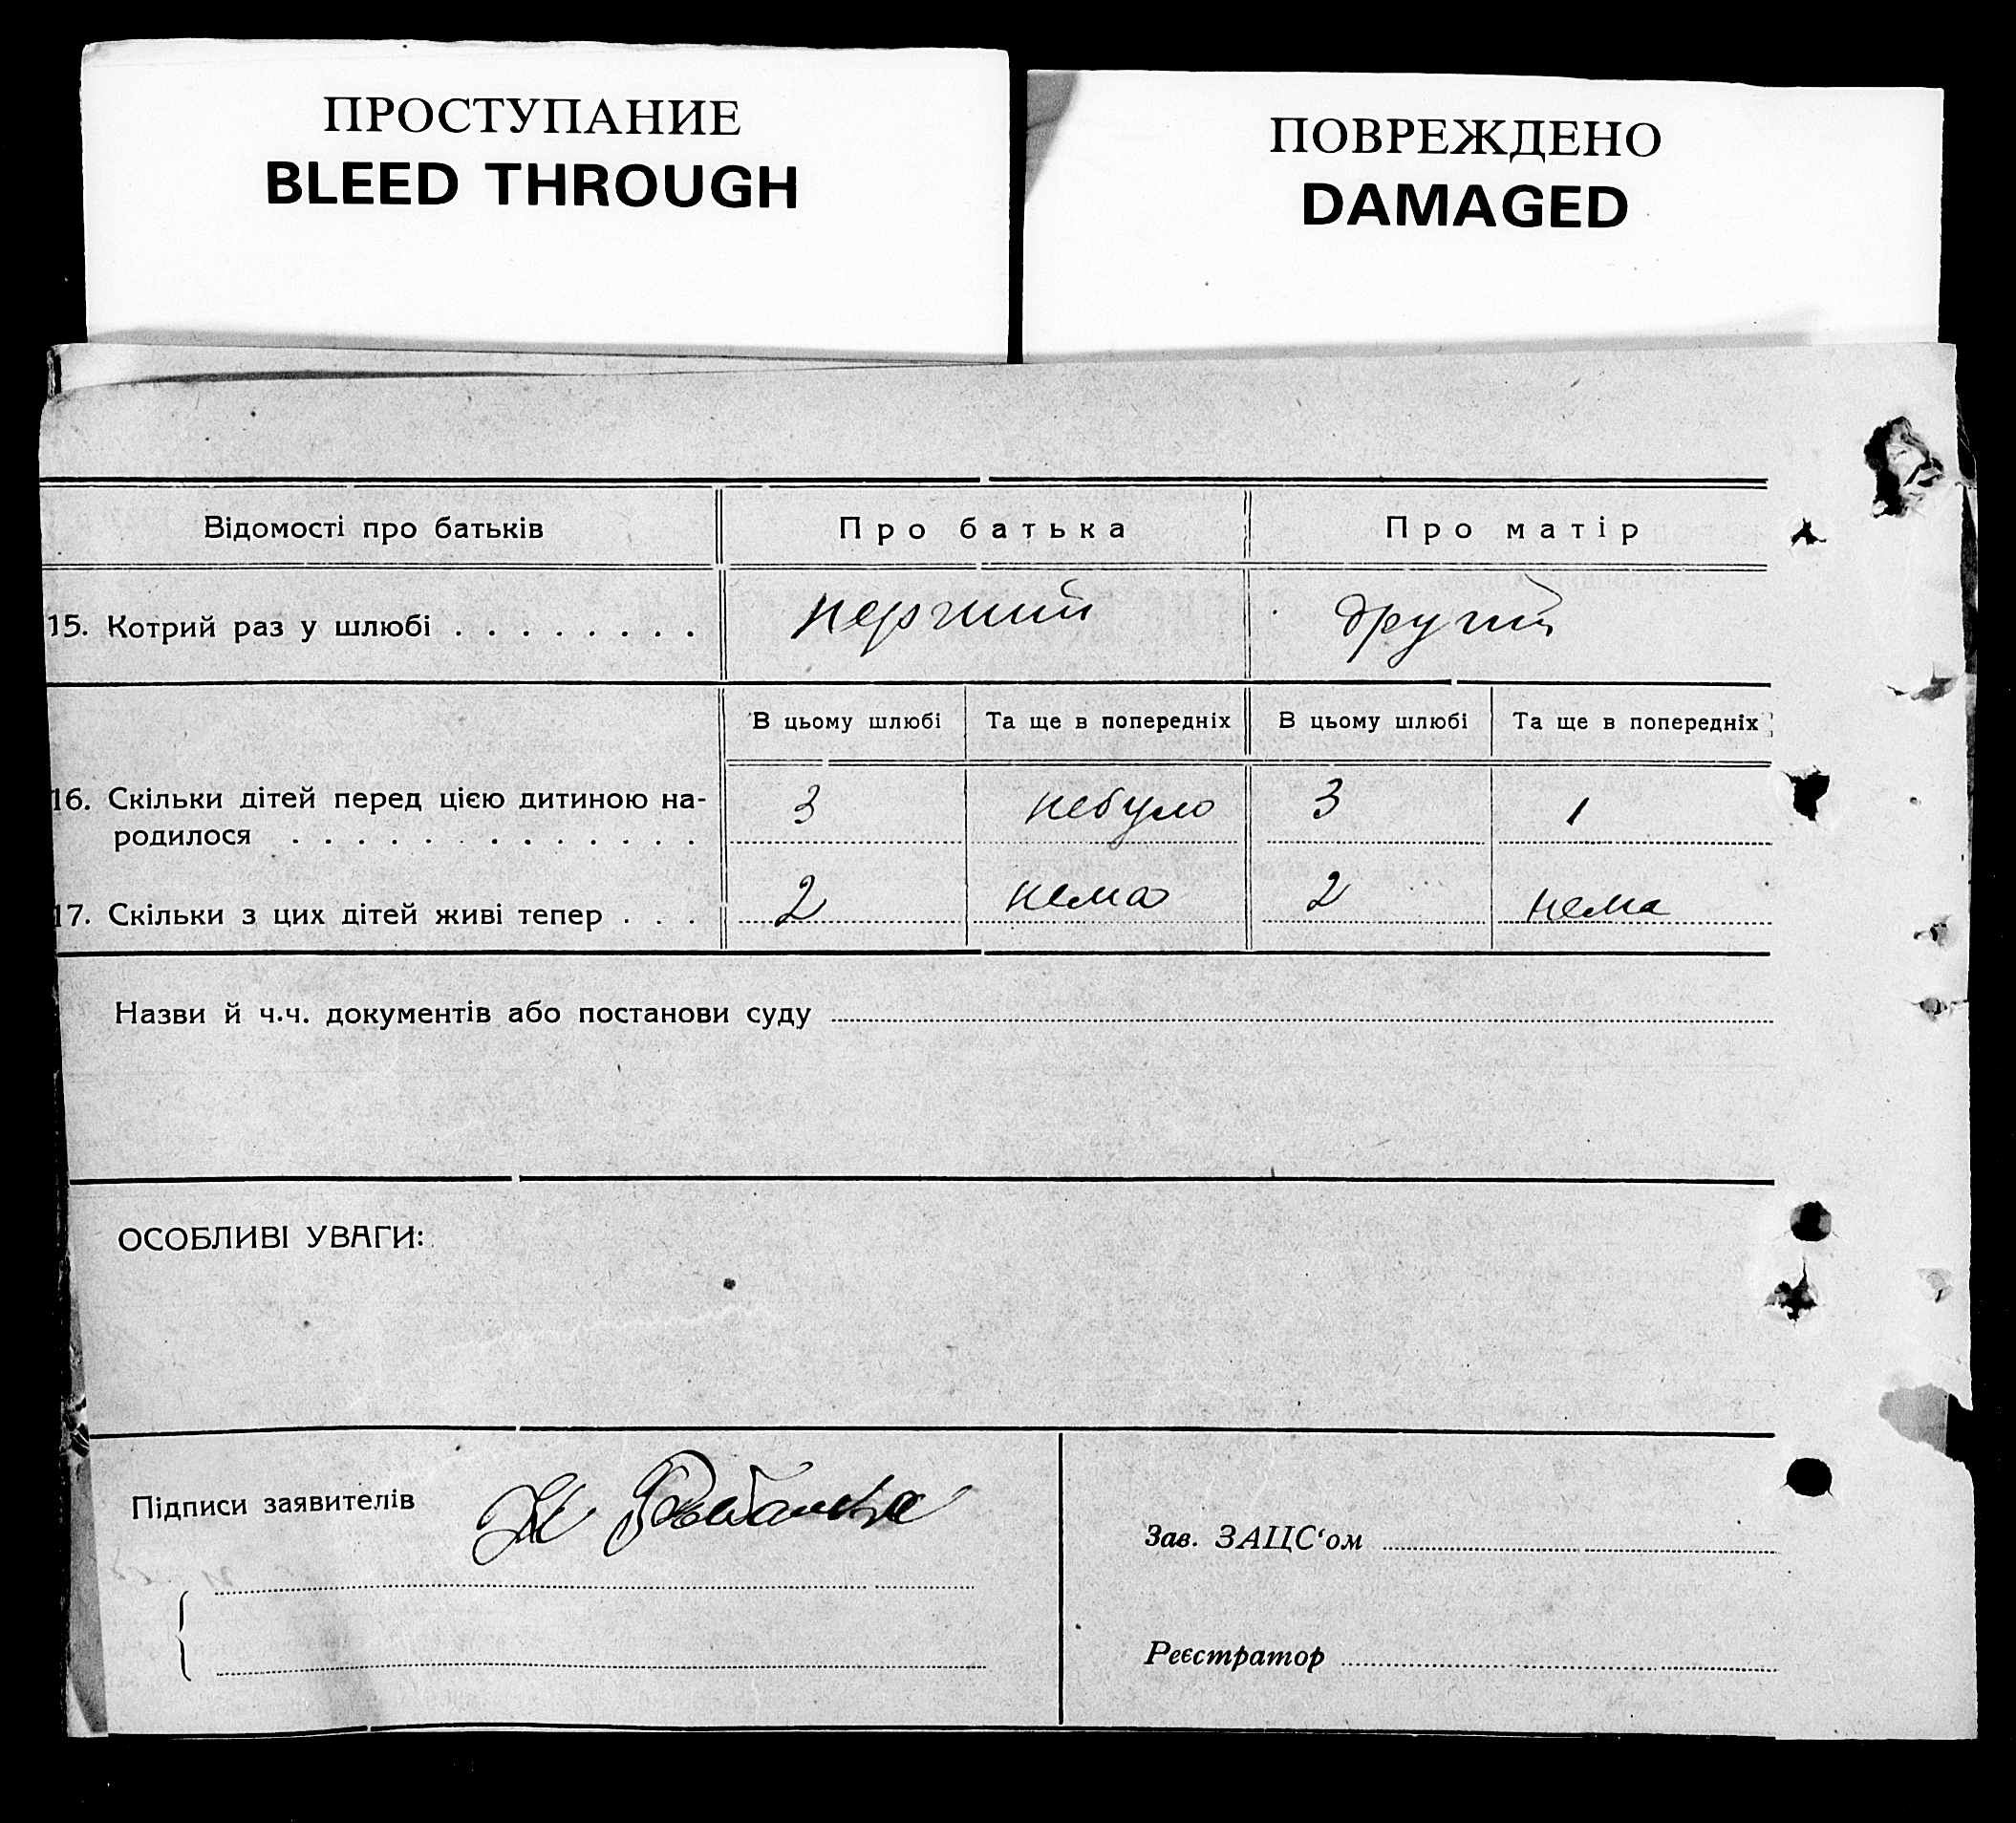 ПРОСТУПАНИЕ
BLEED THROUGH
ПОВРЕЖДЕНО
DAMAGED
Відомості про батьків Про батька Про матір
15. Котрий раз у шлюбі . . . . . . . . перший другий
В цьому шлюбі Та ще в попередніх В цьому шлюбі Та ще в попередніх
16. Скільки дітей перед цією дитиною на-
родилося . . . . . . . . . . . . . 3 небуло 3 1
17. Скільки з цих дітей живі тепер . . . 2 нема 2 нема
Назви й ч.ч. документів або постанови суду
ОСОБЛИВІ УВАГИ:
Підписи заявителів
Зав. ЗАЦС‘ом
Реєстратор